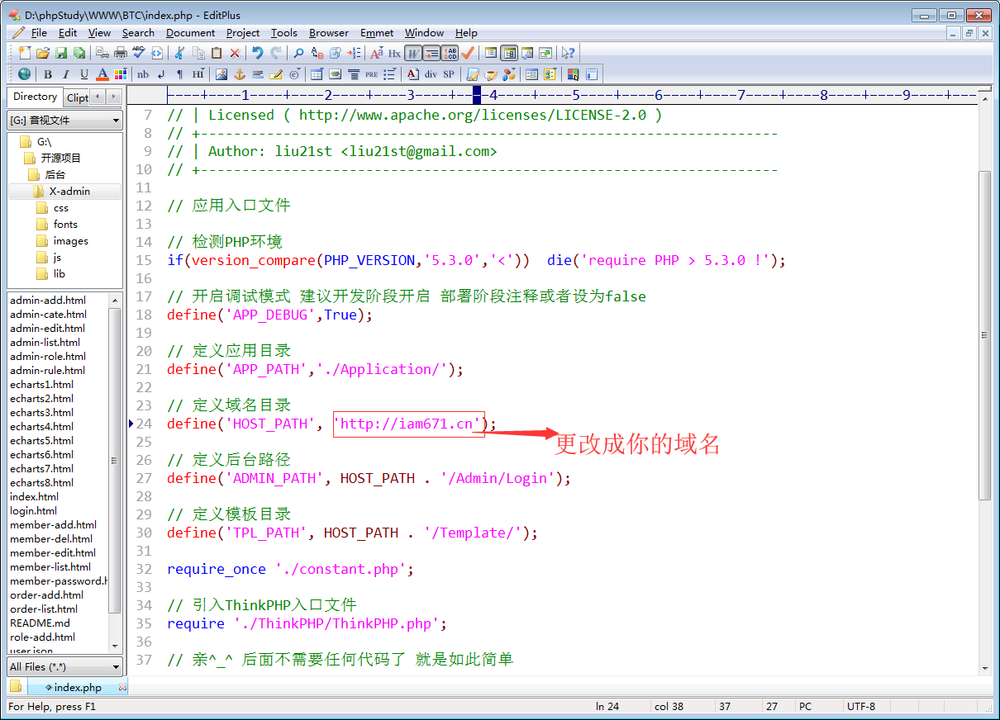 D:\phpStudy\WWW\BTC\index.php - EditPlus
File Edit View Search Document Project Tools Browser Emmet Window Help
Hx W
B I U A nb ¶ HI PRE A div SP
Directory Clipt
1 2 3 4 5 6 7 8 9
[G:] 音视文件
G:\
开源项目
后台
X-admin
css
fonts
images
js
lib
admin-add.html
admin-cate.html
admin-edit.html
admin-list.html
admin-role.html
admin-rule.html
echarts1.html
echarts2.html
echarts3.html
echarts4.html
echarts5.html
echarts6.html
echarts7.html
echarts8.html
index.html
login.html
member-add.html
member-del.html
member-edit.html
member-list.html
member-password.h
order-add.html
order-list.html
README.md
role-add.html
user.json
All Files (*.*)
7 // | Licensed ( http://www.apache.org/licenses/LICENSE-2.0 )
8 // +----------------------------------------------------------------------
9 // | Author: liu21st <liu21st@gmail.com>
10 // +----------------------------------------------------------------------
11
12 // 应用入口文件
13
14 // 检测PHP环境
15 if(version_compare(PHP_VERSION,'5.3.0','<'))  die('require PHP > 5.3.0 !');
16
17 // 开启调试模式 建议开发阶段开启 部署阶段注释或者设为false
18 define('APP_DEBUG',True);
19
20 // 定义应用目录
21 define('APP_PATH','./Application/');
22
23 // 定义域名目录
24 define('HOST_PATH', 'http://iam671.cn');
更改成你的域名
25
26 // 定义后台路径
27 define('ADMIN_PATH', HOST_PATH . '/Admin/Login');
28
29 // 定义模板目录
30 define('TPL_PATH', HOST_PATH . '/Template/');
31
32 require_once './constant.php';
33
34 // 引入ThinkPHP入口文件
35 require './ThinkPHP/ThinkPHP.php';
36
37 // 亲^_^ 后面不需要任何代码了 就是如此简单
index.php
For Help, press F1 ln 24 col 38 37 27 PC UTF-8